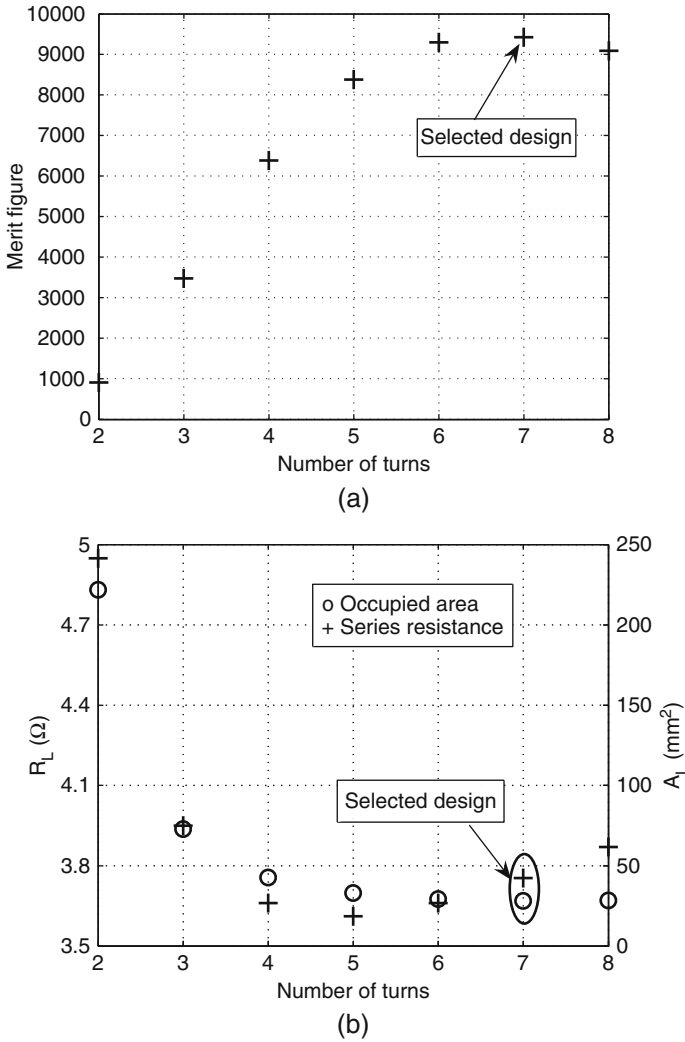 10000
9000
8000
7000
6000
5000
4000
3000
2000
1000
0
Merit figure
Selected design
2 3 4 5 6 7 8
Number of turns
(a)
5
4.7
4.4
4.1
3.8
3.5
R_L (Ω)
o Occupied area
+ Series resistance
Selected design
250
200
150
100
50
0
A_l (mm²)
2 3 4 5 6 7 8
Number of turns
(b)